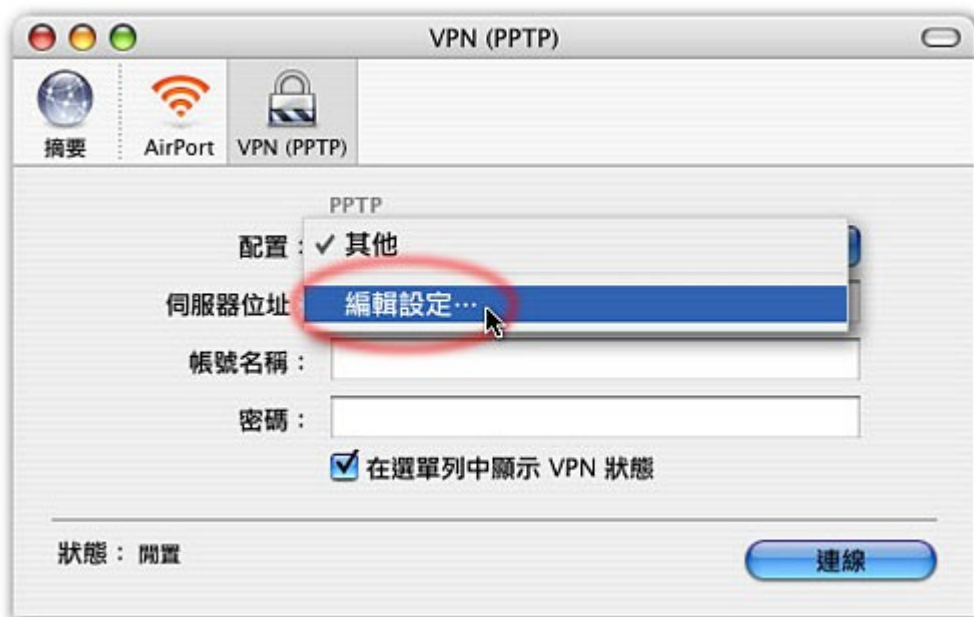 VPN (PPTP)
摘要 AirPort VPN (PPTP)
PPTP
配置： ✓ 其他
伺服器位址 編輯設定…
帳號名稱：
密碼：
在選單列中顯示 VPN 狀態
狀態： 閒置 連線